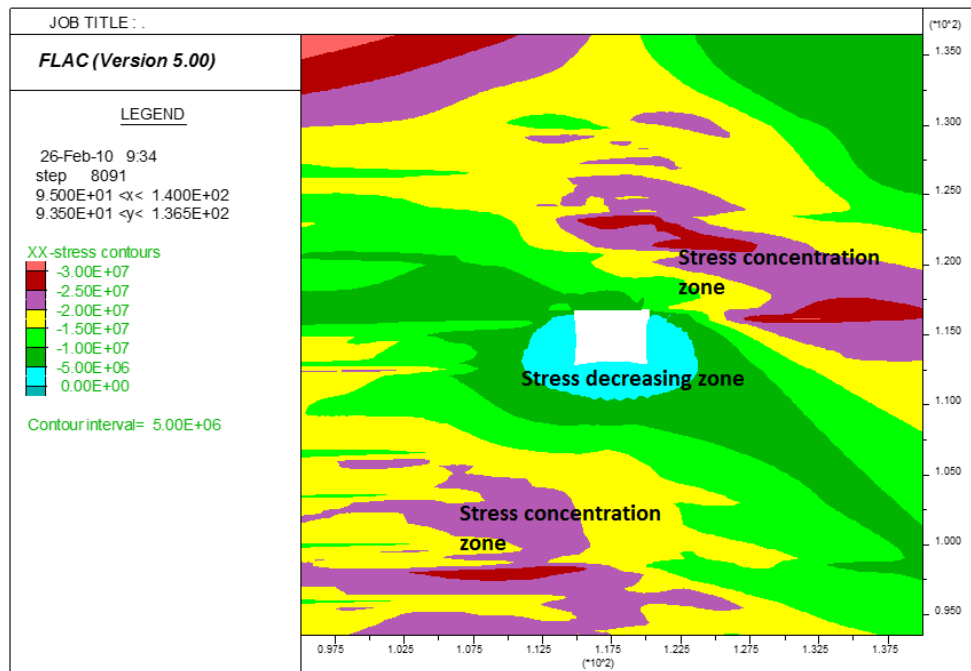 JOB TITLE : .
FLAC (Version 5.00)
LEGEND
26-Feb-10 9:34
step 8091
9.500E+01 <x< 1.400E+02
9.350E+01 <y< 1.365E+02
XX-stress contours
-3.00E+07
-2.50E+07
-2.00E+07
-1.50E+07
-1.00E+07
-5.00E+06
0.00E+00
Contour interval= 5.00E+06
Stress concentration
zone
Stress decreasing zone
Stress concentration
zone
(*10^2)
1.350
1.300
1.250
1.200
1.150
1.100
1.050
1.000
0.950
0.975
1.025
1.075
1.125
1.175
1.225
1.275
1.325
1.375
(*10^2)